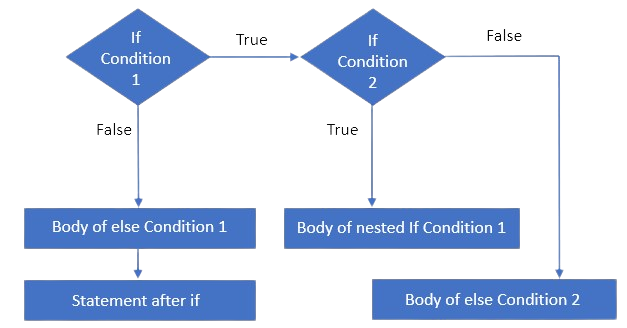 If
Condition
1
True
If
Condition
2
False
False
True
Body of else Condition 1
Body of nested If Condition 1
Statement after if
Body of else Condition 2